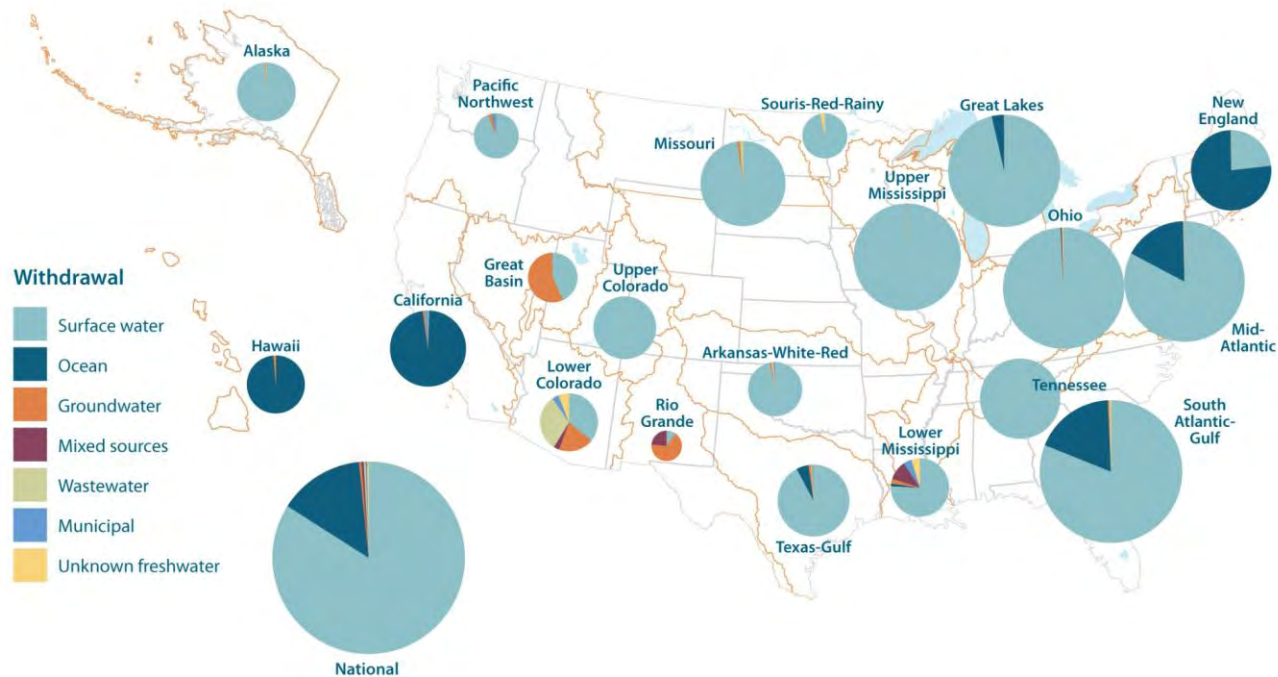 Alaska
Pacific
Northwest
Souris-Red-Rainy
Great Lakes
New
England
Missouri
Upper
Mississippi
Ohio
Great
Basin
Upper
Colorado
California
Mid-
Atlantic
Hawaii
Lower
Colorado
Arkansas-White-Red
Rio
Grande
Tennessee
South
Atlantic-
Gulf
Lower
Mississippi
Texas-Gulf
Withdrawal
Surface water
Ocean
Groundwater
Mixed sources
Wastewater
Municipal
Unknown freshwater
National